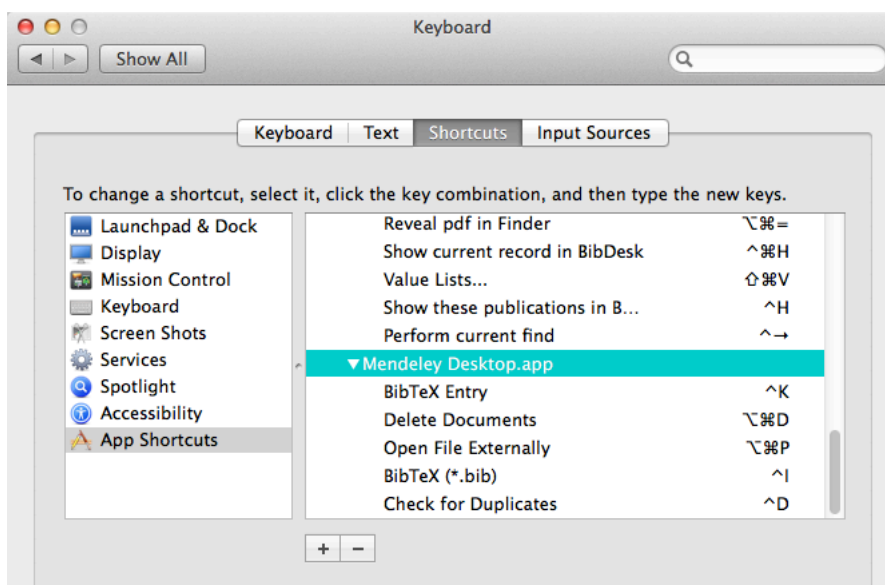 Keyboard
Show All
Keyboard Text Shortcuts Input Sources
To change a shortcut, select it, click the key combination, and then type the new keys.
Launchpad & Dock
Display
Mission Control
Keyboard
Screen Shots
Services
Spotlight
Accessibility
App Shortcuts
Reveal pdf in Finder ⌥⌘=
Show current record in BibDesk ^⌘H
Value Lists... ⇧⌘V
Show these publications in B... ^H
Perform current find ^→
▼Mendeley Desktop.app
BibTeX Entry ^K
Delete Documents ⌥⌘D
Open File Externally ⌥⌘P
BibTeX (*.bib) ^I
Check for Duplicates ^D
+ −